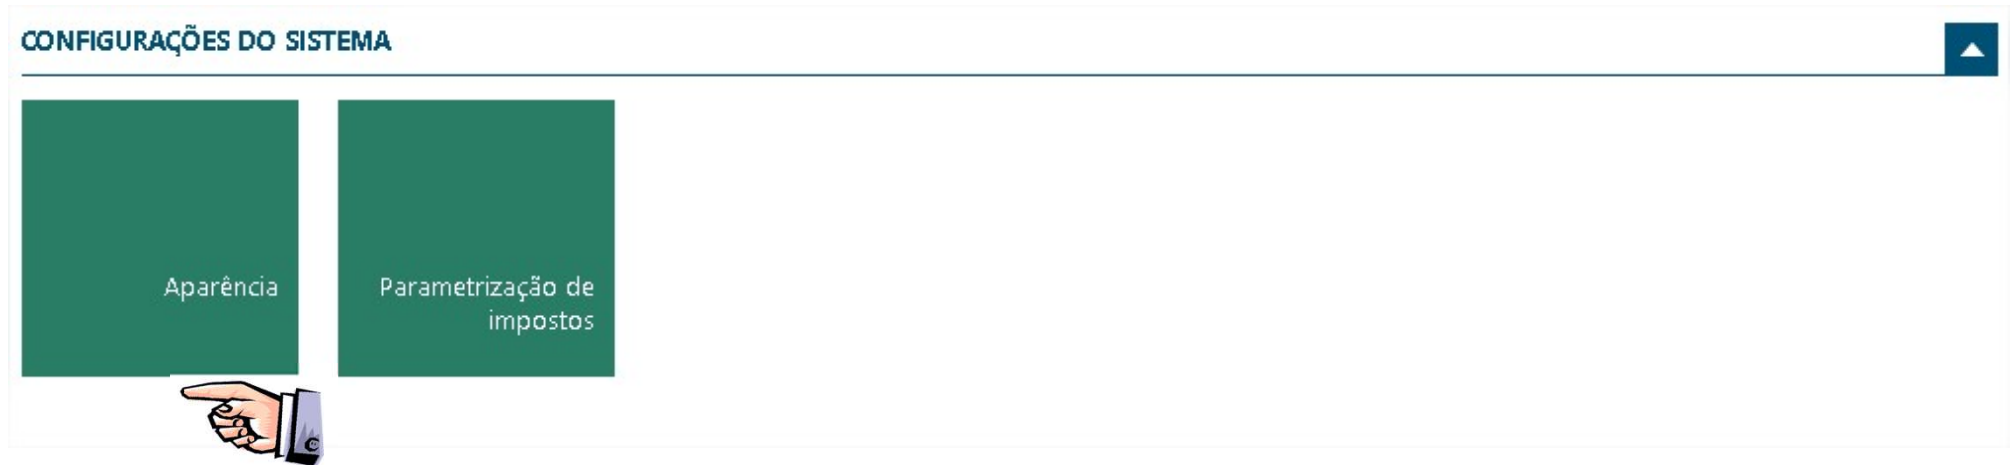 CONFIGURAÇÕES DO SISTEMA
Aparência
Parametrização de
impostos